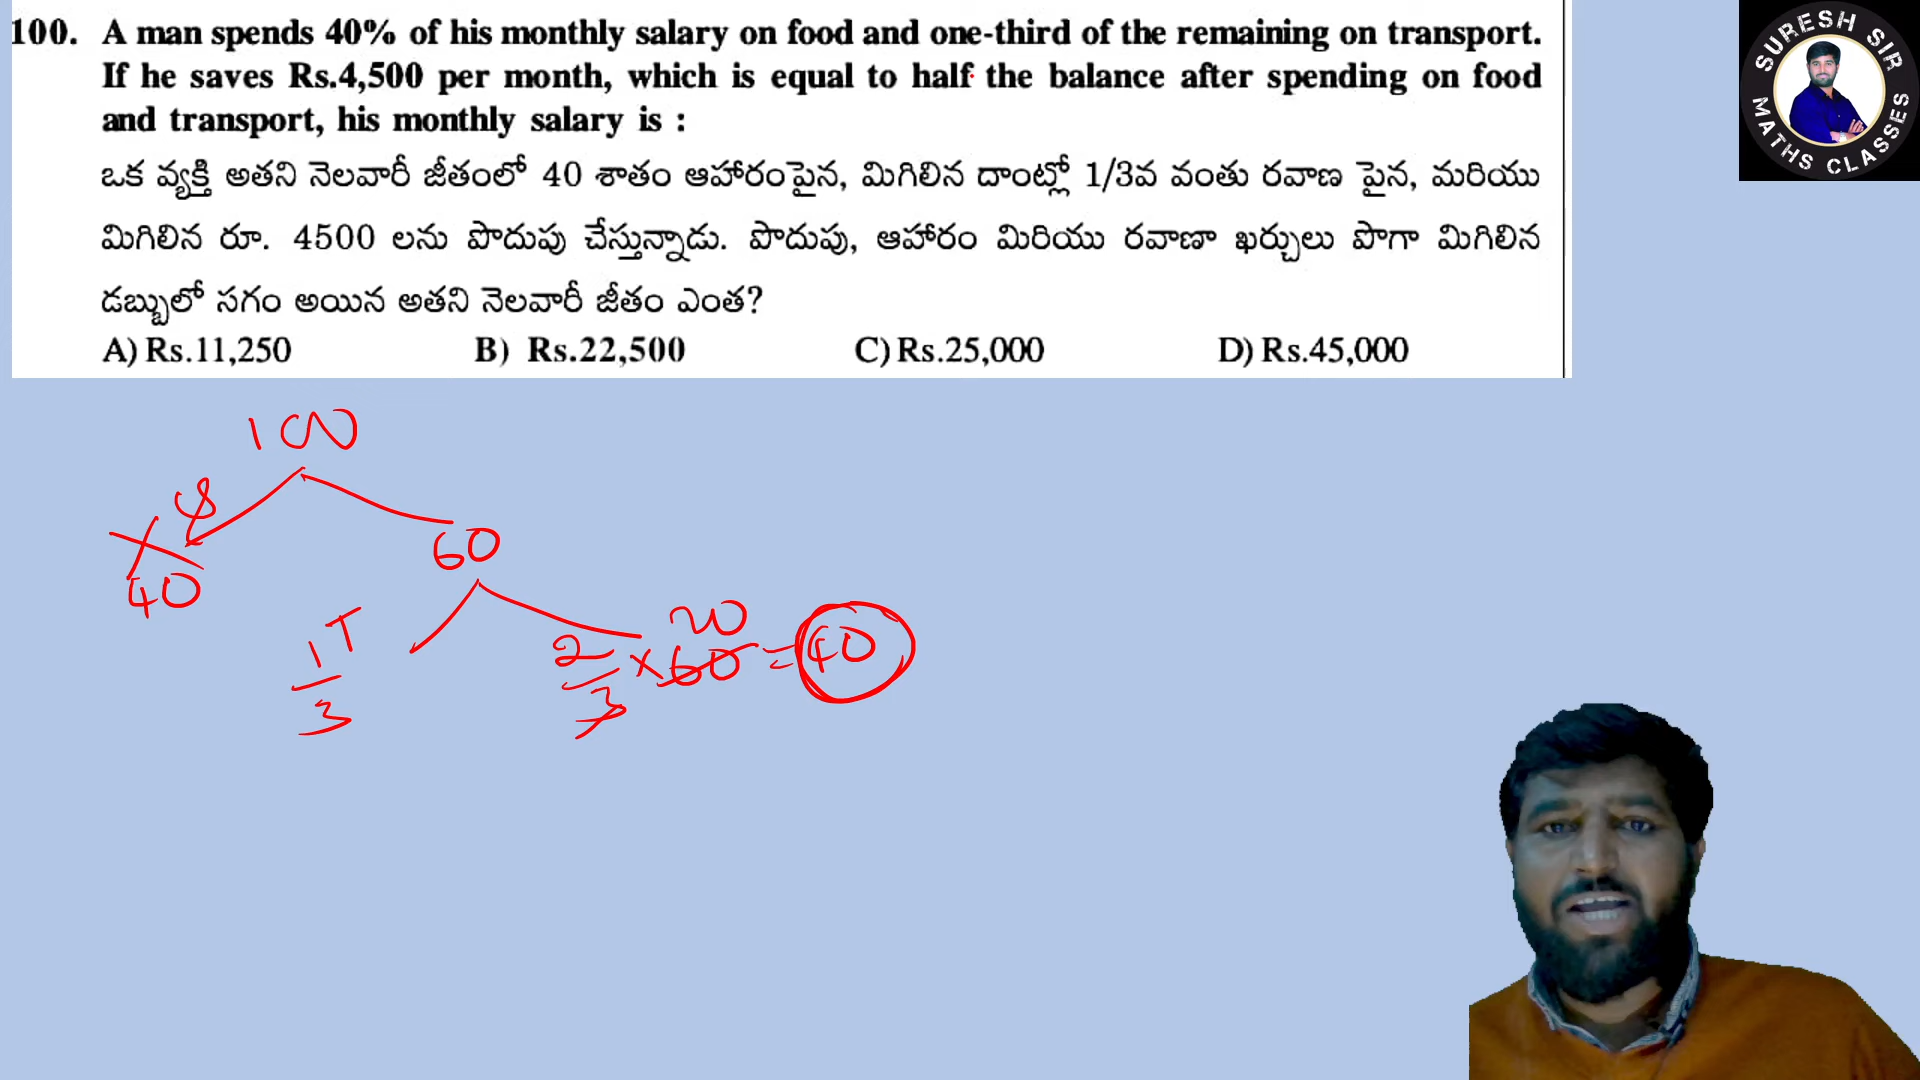 100. A man spends 40% of his monthly salary on food and one-third of the remaining on transport.
If he saves Rs.4,500 per month, which is equal to half the balance after spending on food
and transport, his monthly salary is :
ఒక వ్యక్తి అతని నెలవారీ జీతంలో 40 శాతం ఆహారంపైన, మిగిలిన దాంట్లో 1/3వ వంతు రవాణ పైన, మరియు
మిగిలిన రూ. 4500 లను పొదుపు చేస్తున్నాడు. పొదుపు, ఆహారం మిరియు రవాణా ఖర్చులు పొగా మిగిలిన
డబ్బులో సగం అయిన అతని నెలవారీ జీతం ఎంత?
A) Rs.11,250 B) Rs.22,500 C) Rs.25,000 D) Rs.45,000
SURESH SIR
MATHS CLASSES
100
40
60
1/3 T
2/3 × 60 = 40
20